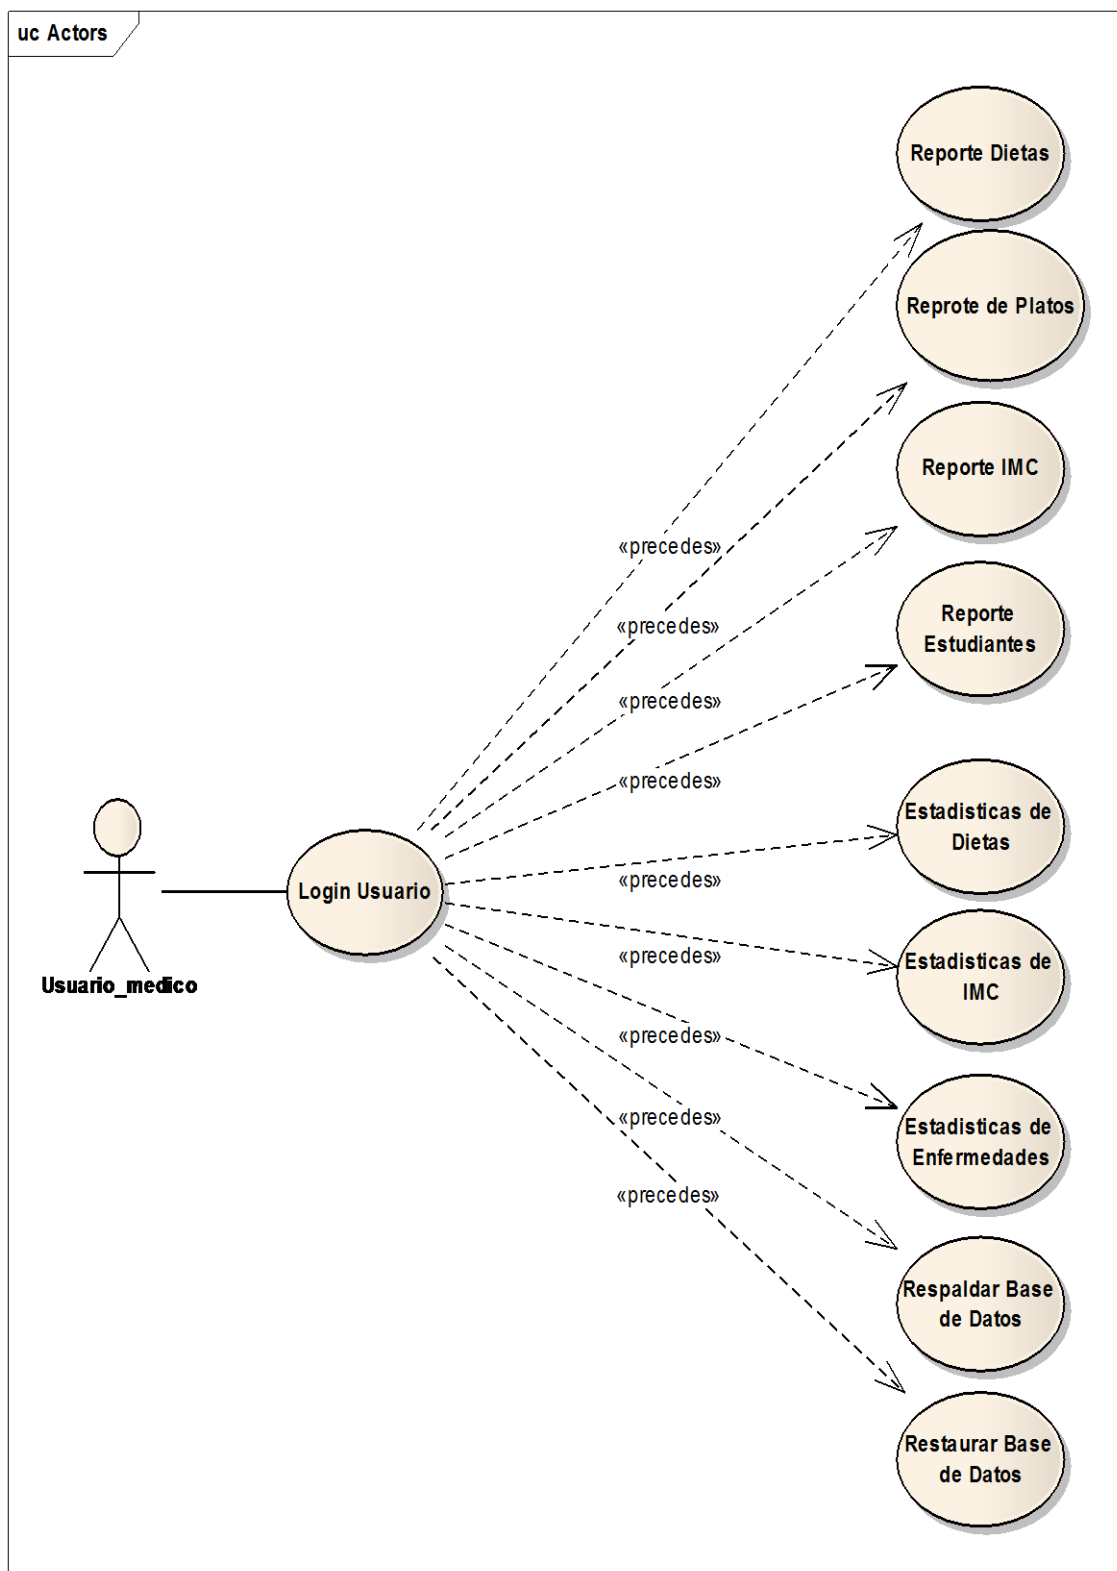 uc Actors
Reporte Dietas
Reprote de Platos
Reporte IMC
«precedes»
Reporte
Estudiantes
«precedes»
«precedes»
«precedes»
Estadisticas de
Dietas
«precedes»
Login Usuario
Estadisticas de
IMC
«precedes»
Usuario_medico
«precedes»
Estadisticas de
Enfermedades
«precedes»
«precedes»
Respaldar Base
de Datos
Restaurar Base
de Datos